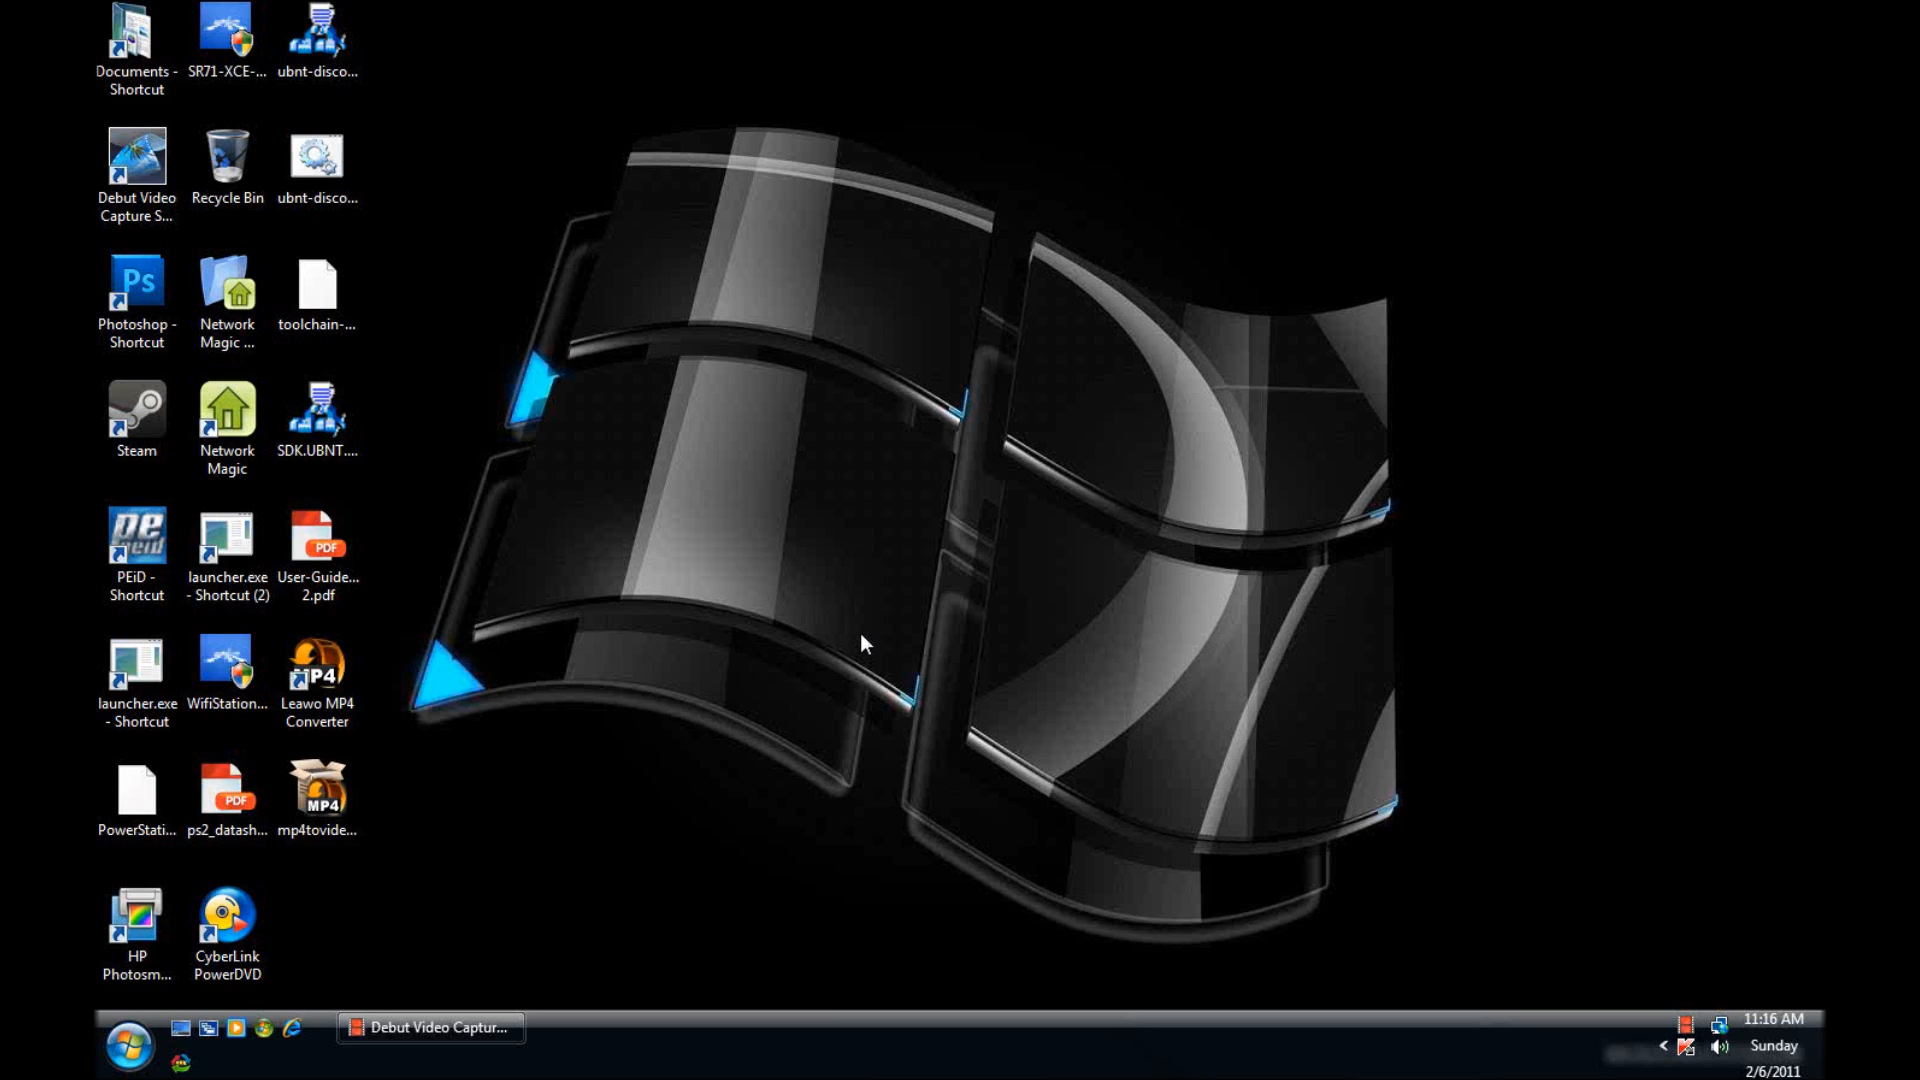 Documents -
Shortcut
SR71-XCE-...
ubnt-disco...
Debut Video
Capture S...
Recycle Bin
ubnt-disco...
Ps
Photoshop -
Shortcut
Network
Magic ...
toolchain-...
Steam
Network
Magic
SDK.UBNT....
pe
peid
PEiD -
Shortcut
launcher.exe
- Shortcut (2)
PDF
User-Guide...
2.pdf
launcher.exe
- Shortcut
WifiStation...
MP4
Leawo MP4
Converter
PowerStati...
PDF
ps2_datash...
MP4
mp4tovide...
HP
Photosm...
CyberLink
PowerDVD
Debut Video Captur...
11:16 AM
Sunday
2/6/2011